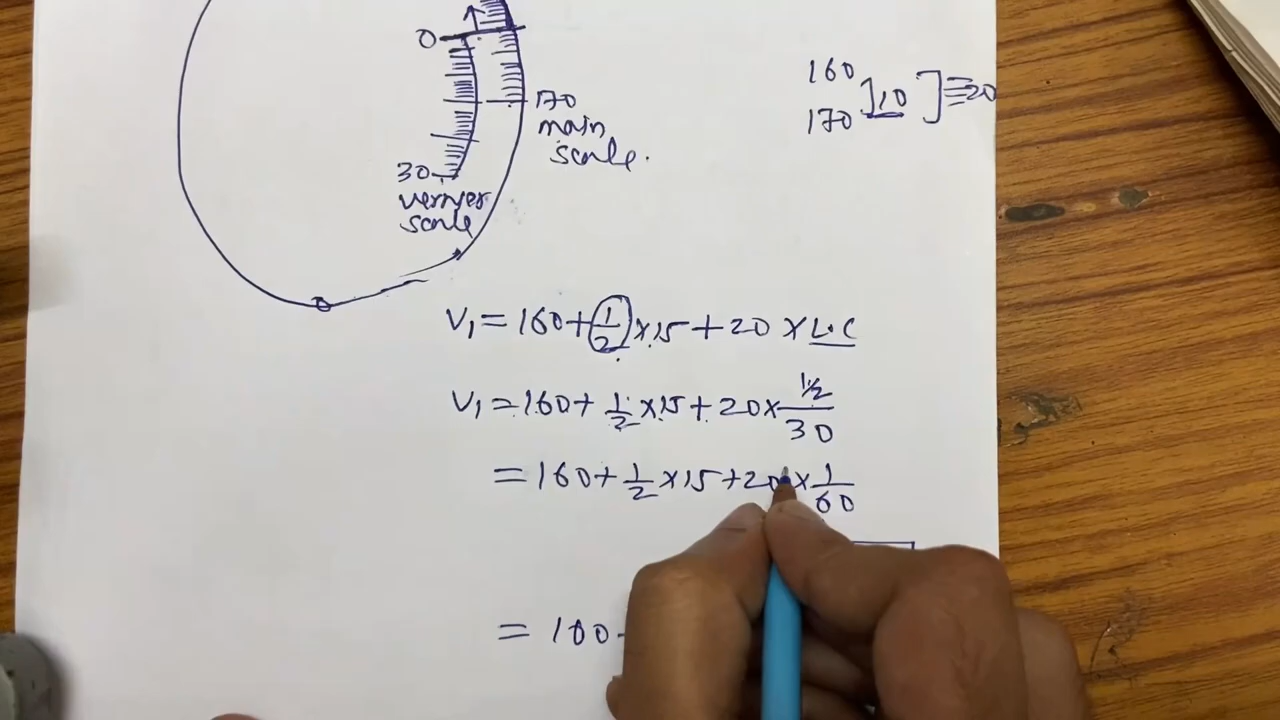 0
170
main
scale.
30
vernier
scale
160
170
]10
]≡20
V₁ = 160 + 1/2 × 15 + 20 × L.C
V₁ = 160 + 1/2 × 15 + 20 × 1/2/30
= 160 + 1/2 × 15 + 20 × 1/60
= 160